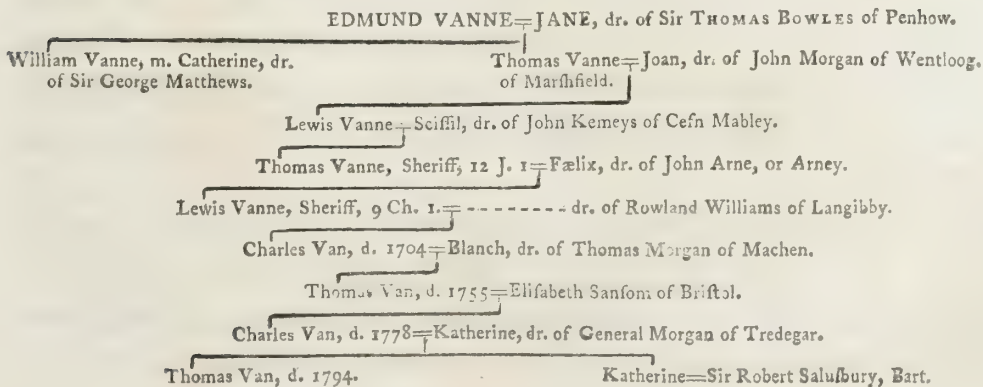 EDMUND VANNE=JANE, dr. of Sir THOMAS BOWLES of Penhow.
William Vanne, m. Catherine, dr. Thomas Vanne=Joan, dr. of John Morgan of Wentloog.
of Sir George Matthews. of Marſhfield.
Lewis Vanne=Sciſſil, dr. of John Kemeys of Cefn Mabley.
Thomas Vanne, Sheriff, 12 J. 1=Fælix, dr. of John Arne, or Arney.
Lewis Vanne, Sheriff, 9 Ch. 1.=- - - - - - - - dr. of Rowland Williams of Langibby.
Charles Van, d. 1704=Blanch, dr. of Thomas Morgan of Machen.
Thomas Van, d. 1755=Eliſabeth Sanſom of Briſtol.
Charles Van, d. 1778=Katherine, dr. of General Morgan of Tredegar.
Thomas Van, d. 1794. Katherine=Sir Robert Saluſbury, Bart.